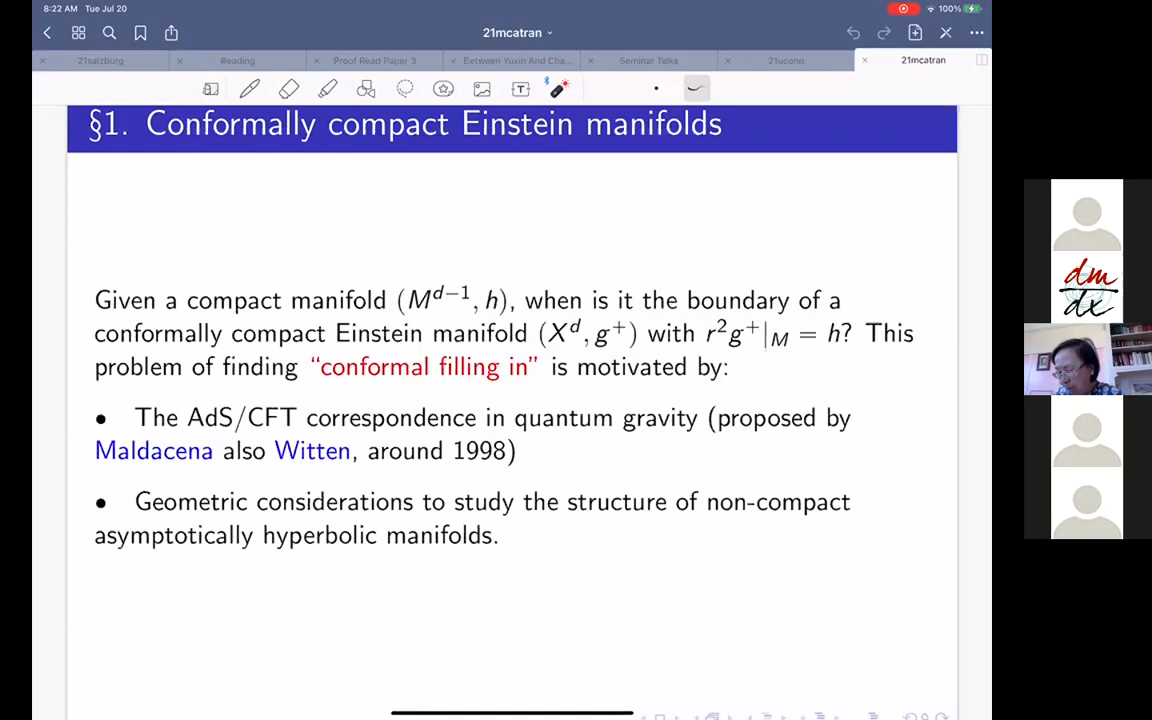 8:22 AM Tue Jul 20
100%
21mcatran
21salzburg
Reading
Proof Read Paper 3
Between Yuxin And Cha...
Seminar Talks
21uconn
21mcatran
§1. Conformally compact Einstein manifolds
Given a compact manifold (M^{d−1}, h), when is it the boundary of a
conformally compact Einstein manifold (X^d, g^+) with r^2g^+|_M = h? This
problem of finding “conformal filling in” is motivated by:
• The AdS/CFT correspondence in quantum gravity (proposed by
Maldacena also Witten, around 1998)
• Geometric considerations to study the structure of non-compact
asymptotically hyperbolic manifolds.
dm
dx